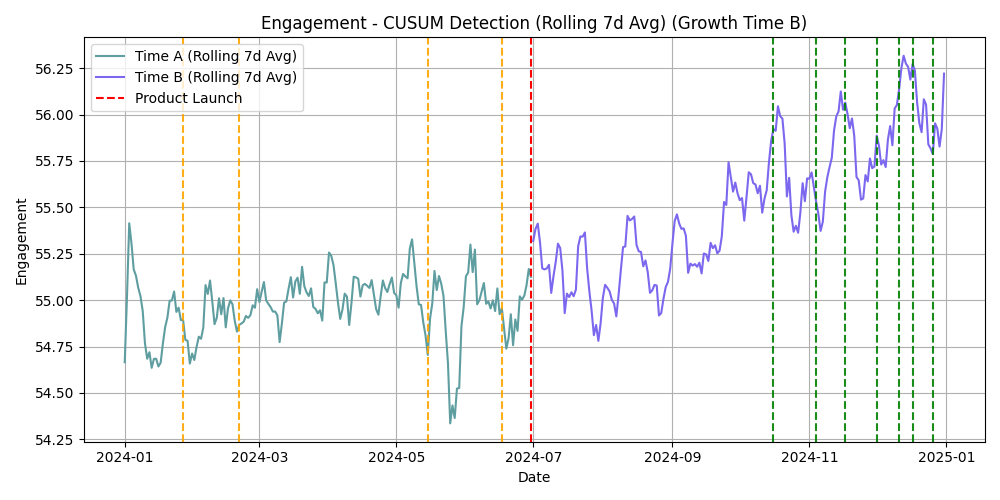 Engagement - CUSUM Detection (Rolling 7d Avg) (Growth Time B)
Time A (Rolling 7d Avg)
Time B (Rolling 7d Avg)
Product Launch
Engagement
56.25
56.00
55.75
55.50
55.25
55.00
54.75
54.50
54.25
2024-01
2024-03
2024-05
2024-07
2024-09
2024-11
2025-01
Date